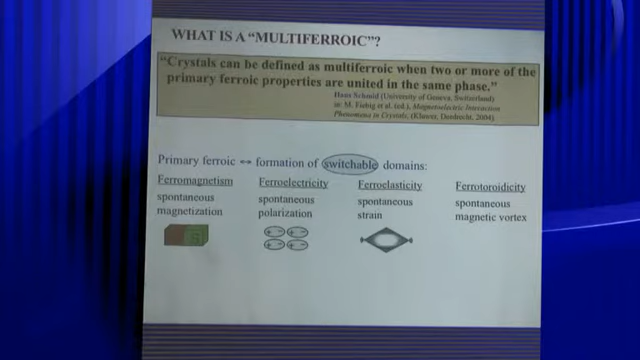 WHAT IS A “MULTIFERROIC”?
“Crystals can be defined as multiferroic when two or more of the
primary ferroic properties are united in the same phase.”
Hans Schmid (University of Geneva, Switzerland)
in: M. Fiebig et al. (ed.), Magnetoelectric Interaction
Phenomena in Crystals, (Kluwer, Dordrecht, 2004)
Primary ferroic ↔ formation of switchable domains:
Ferromagnetism Ferroelectricity Ferroelasticity Ferrotoroidicity
spontaneous spontaneous spontaneous spontaneous
magnetization polarization strain magnetic vortex